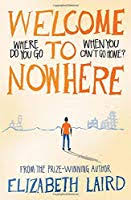 WELCOME
WHERE DO YOU GO
TO
WHEN YOU CAN'T GO HOME?
NOWHERE
FROM THE PRIZE-WINNING AUTHOR
ELIZABETH LAIRD